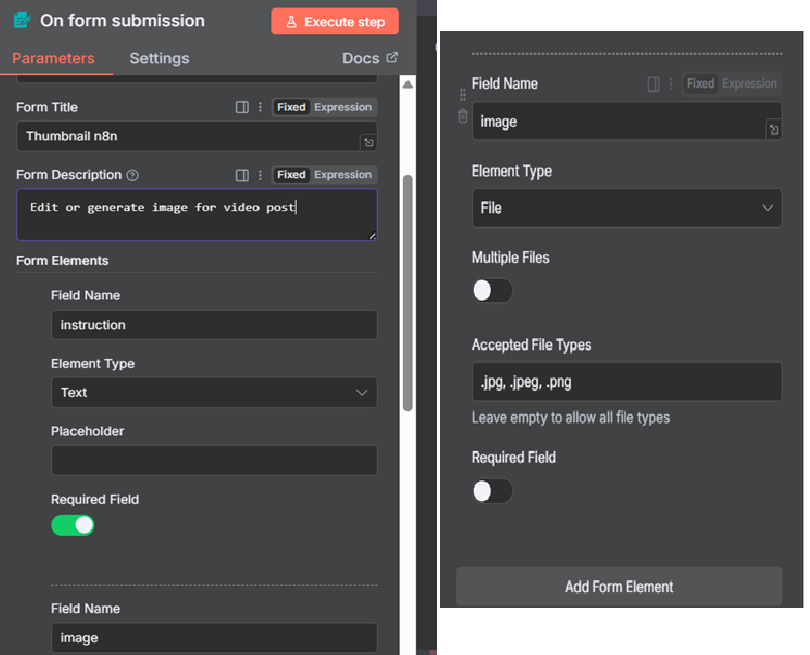 On form submission
Execute step
Parameters
Settings
Docs
Form Title
Fixed Expression
Thumbnail n8n
Form Description
Fixed Expression
Edit or generate image for video post
Form Elements
Field Name
instruction
Element Type
Text
Placeholder
Required Field
Field Name
image
Field Name
Fixed Expression
image
Element Type
File
Multiple Files
Accepted File Types
.jpg, .jpeg, .png
Leave empty to allow all file types
Required Field
Add Form Element